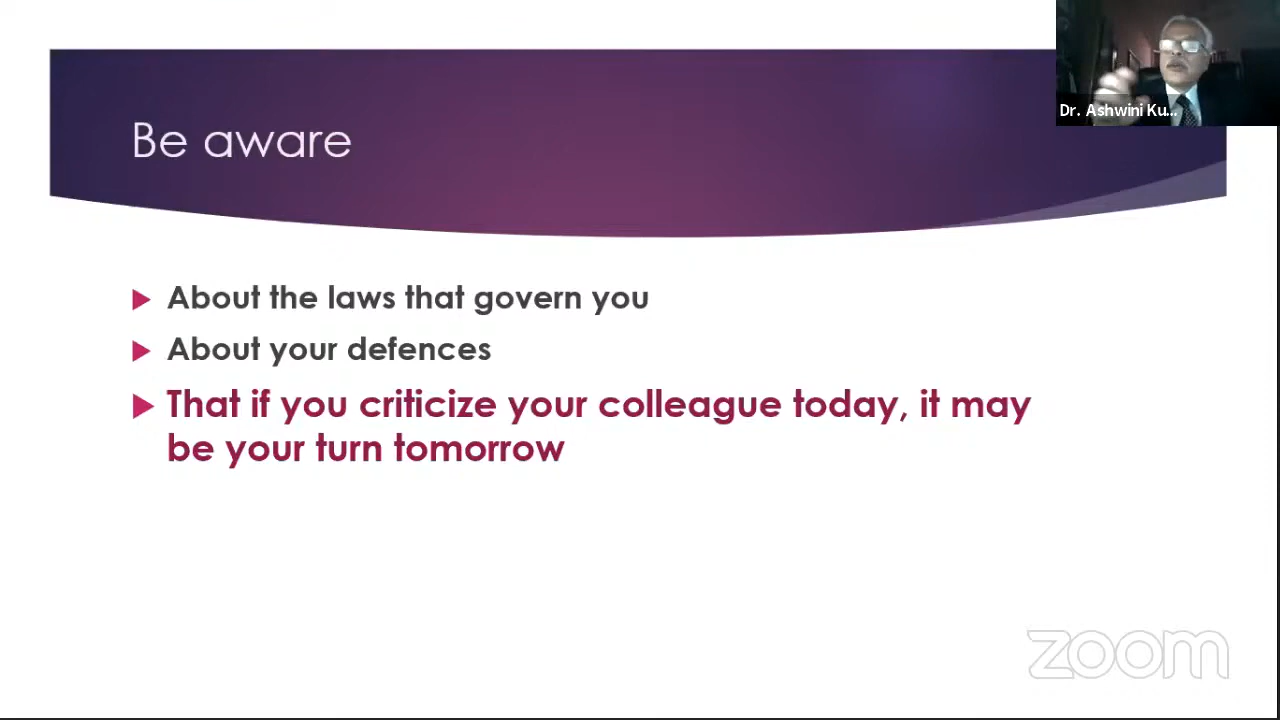 Be aware
Dr. Ashwini Ku...
About the laws that govern you
About your defences
That if you criticize your colleague today, it may
be your turn tomorrow
zoom